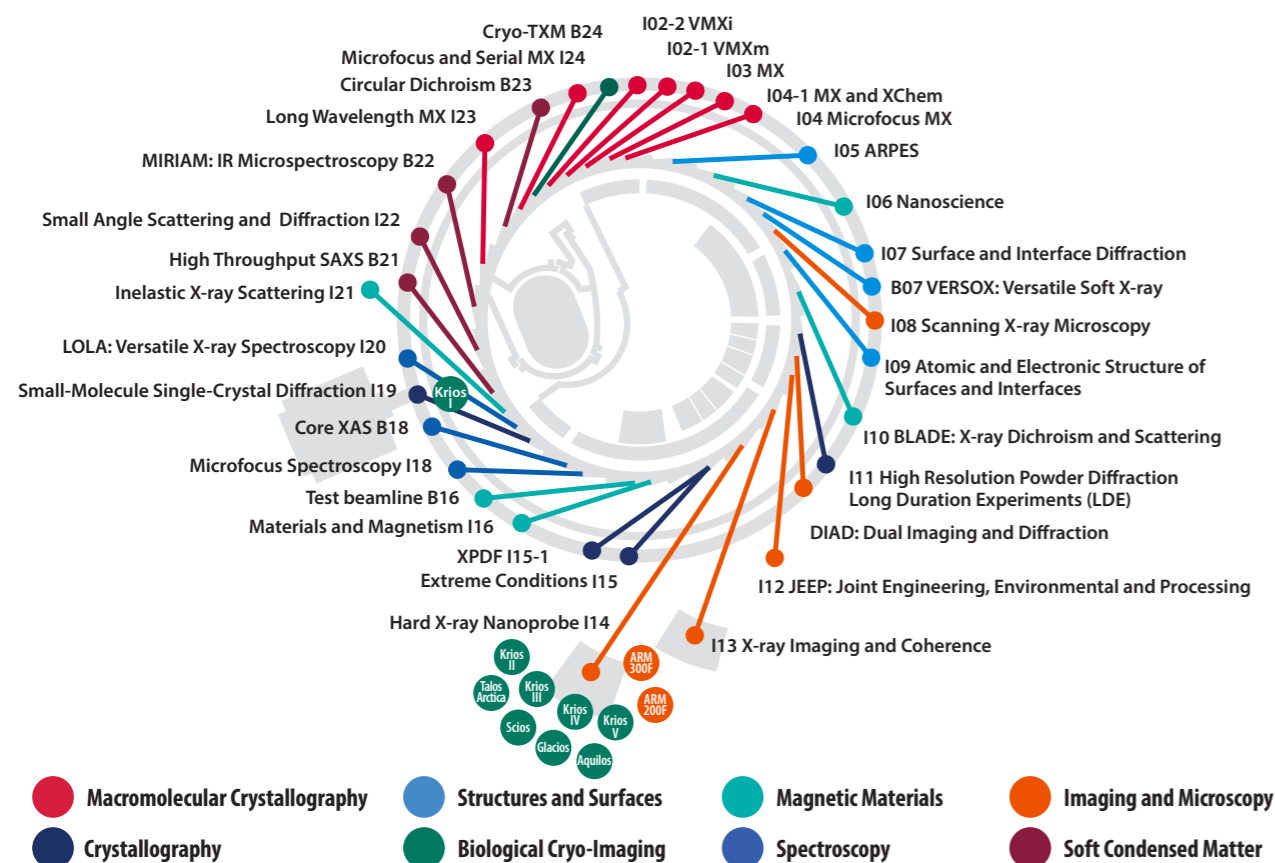 Cryo-TXM B24
Microfocus and Serial MX I24
Circular Dichroism B23
Long Wavelength MX I23
MIRIAM: IR Microspectroscopy B22
Small Angle Scattering and Diffraction I22
High Throughput SAXS B21
Inelastic X-ray Scattering I21
LOLA: Versatile X-ray Spectroscopy I20
Small-Molecule Single-Crystal Diffraction I19
Krios
I
Core XAS B18
Microfocus Spectroscopy I18
Test beamline B16
Materials and Magnetism I16
XPDF I15-1
Extreme Conditions I15
Hard X-ray Nanoprobe I14
I02-2 VMXi
I02-1 VMXm
I03 MX
I04-1 MX and XChem
I04 Microfocus MX
I05 ARPES
I06 Nanoscience
I07 Surface and Interface Diffraction
B07 VERSOX: Versatile Soft X-ray
I08 Scanning X-ray Microscopy
I09 Atomic and Electronic Structure of
Surfaces and Interfaces
I10 BLADE: X-ray Dichroism and Scattering
I11 High Resolution Powder Diffraction
Long Duration Experiments (LDE)
DIAD: Dual Imaging and Diffraction
I12 JEEP: Joint Engineering, Environmental and Processing
I13 X-ray Imaging and Coherence
Krios
II
Talos
Arctica
Krios
III
Scios
Krios
IV
Glacios
Krios
V
Aquilos
ARM
300F
ARM
200F
Macromolecular Crystallography
Structures and Surfaces
Magnetic Materials
Imaging and Microscopy
Crystallography
Biological Cryo-Imaging
Spectroscopy
Soft Condensed Matter